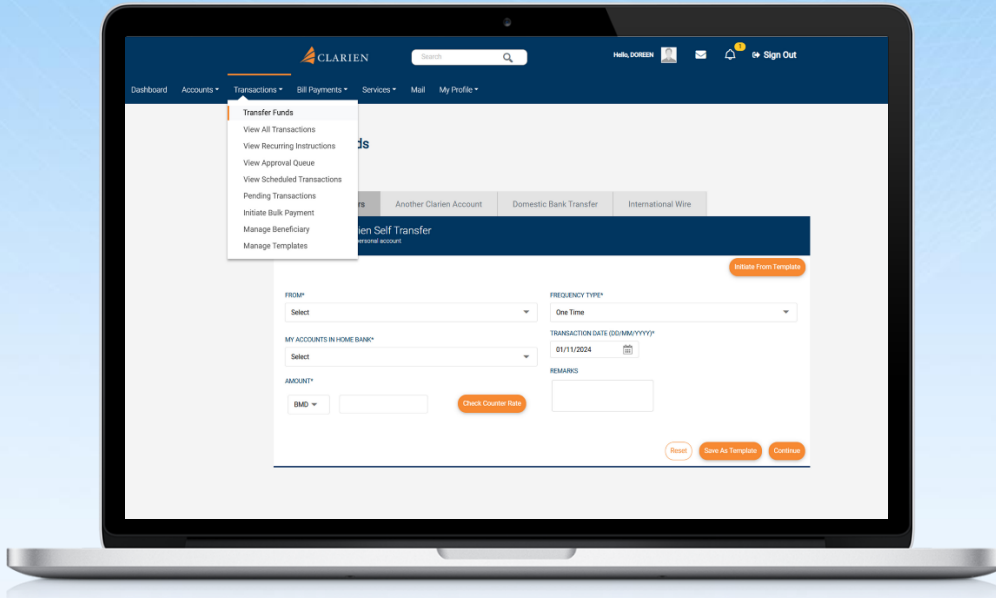 CLARIEN
Search
Hello, DOREEN
1
Sign Out
Dashboard
Accounts
Transactions
Bill Payments
Services
Mail
My Profile
Transfer Funds
View All Transactions
View Recurring Instructions
View Approval Queue
View Scheduled Transactions
Pending Transactions
Initiate Bulk Payment
Manage Beneficiary
Manage Templates
ds
rs
Another Clarien Account
Domestic Bank Transfer
International Wire
ien Self Transfer
personal account
Initiate From Template
FROM*
Select
FREQUENCY TYPE*
One Time
MY ACCOUNTS IN HOME BANK*
Select
TRANSACTION DATE (DD/MM/YYYY)*
01/11/2024
AMOUNT*
BMD
Check Counter Rate
REMARKS
Reset
Save As Template
Continue